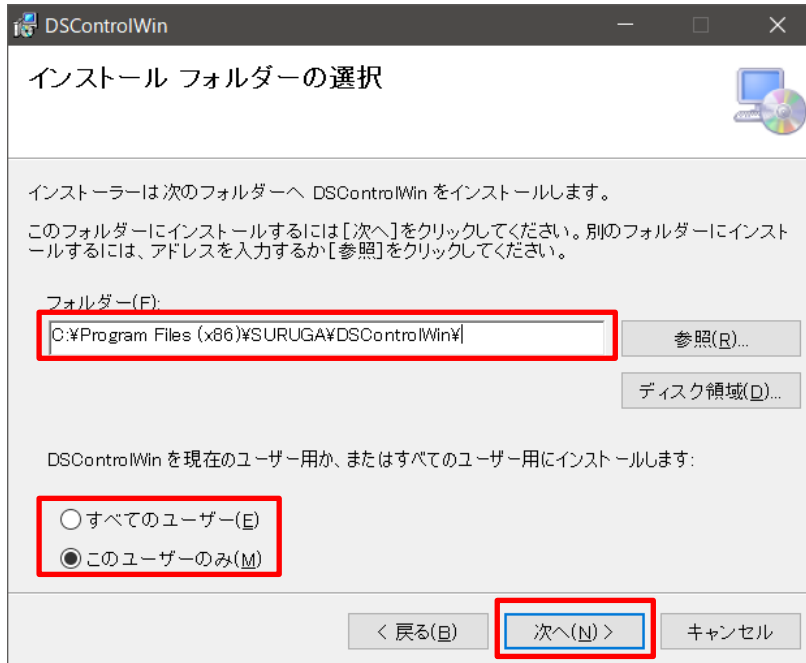 DSControlWin
インストール フォルダーの選択
インストーラーは次のフォルダーへ DSControlWin をインストールします。
このフォルダーにインストールするには[次へ]をクリックしてください。別のフォルダーにインスト
ールするには、アドレスを入力するか[参照]をクリックしてください。
フォルダー(F):
C:¥Program Files (x86)¥SURUGA¥DSControlWin¥
参照(R)...
ディスク領域(D)...
DSControlWin を現在のユーザー用か、またはすべてのユーザー用にインストールします:
すべてのユーザー(E)
このユーザーのみ(M)
< 戻る(B)
次へ(N) >
キャンセル